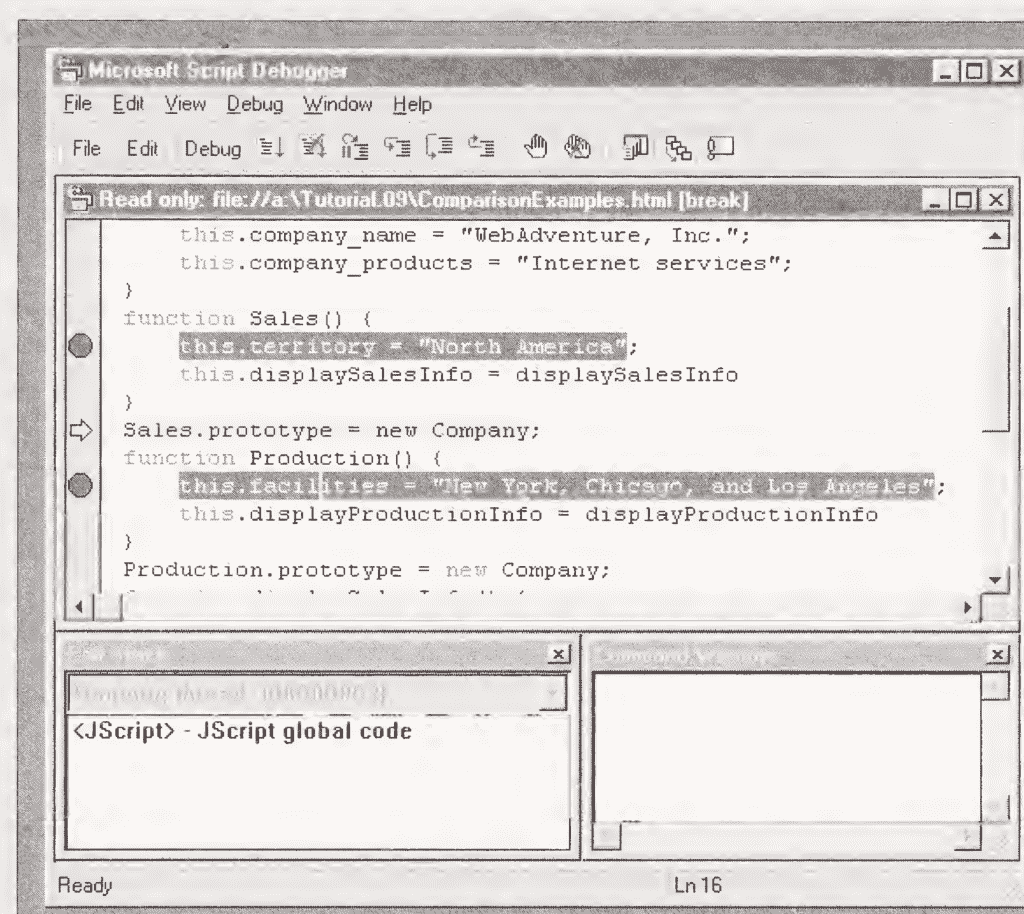 Microsoft Script Debugger
File Edit View Debug Window Help
File Edit Debug
Read only: file://a:\Tutorial.09\ComparisonExamples.html [break]
this.company_name = "WebAdventure, Inc.";
this.company_products = "Internet services";
}
function Sales() {
this.territory = "North America";
this.displaySalesInfo = displaySalesInfo
}
Sales.prototype = new Company;
function Production() {
this.facilities = "New York, Chicago, and Los Angeles";
this.displayProductionInfo = displayProductionInfo
}
Production.prototype = new Company;
Command Window
<JScript> - JScript global code
Ready Ln 16